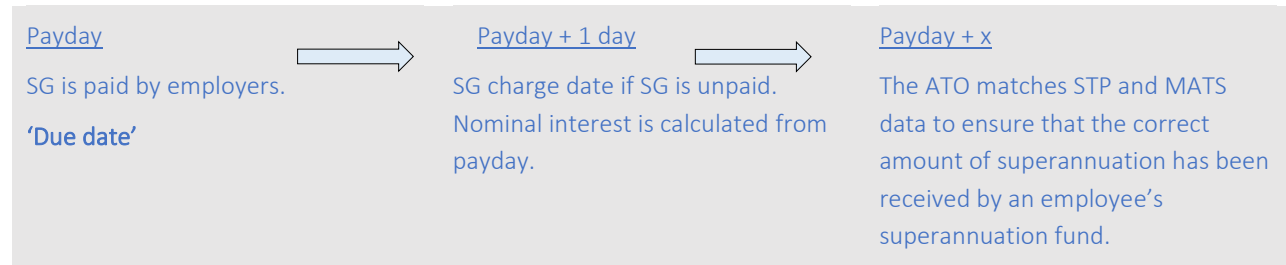 Payday
SG is paid by employers.
‘Due date’
Payday + 1 day
SG charge date if SG is unpaid.
Nominal interest is calculated from
payday.
Payday + x
The ATO matches STP and MATS
data to ensure that the correct
amount of superannuation has been
received by an employee’s
superannuation fund.